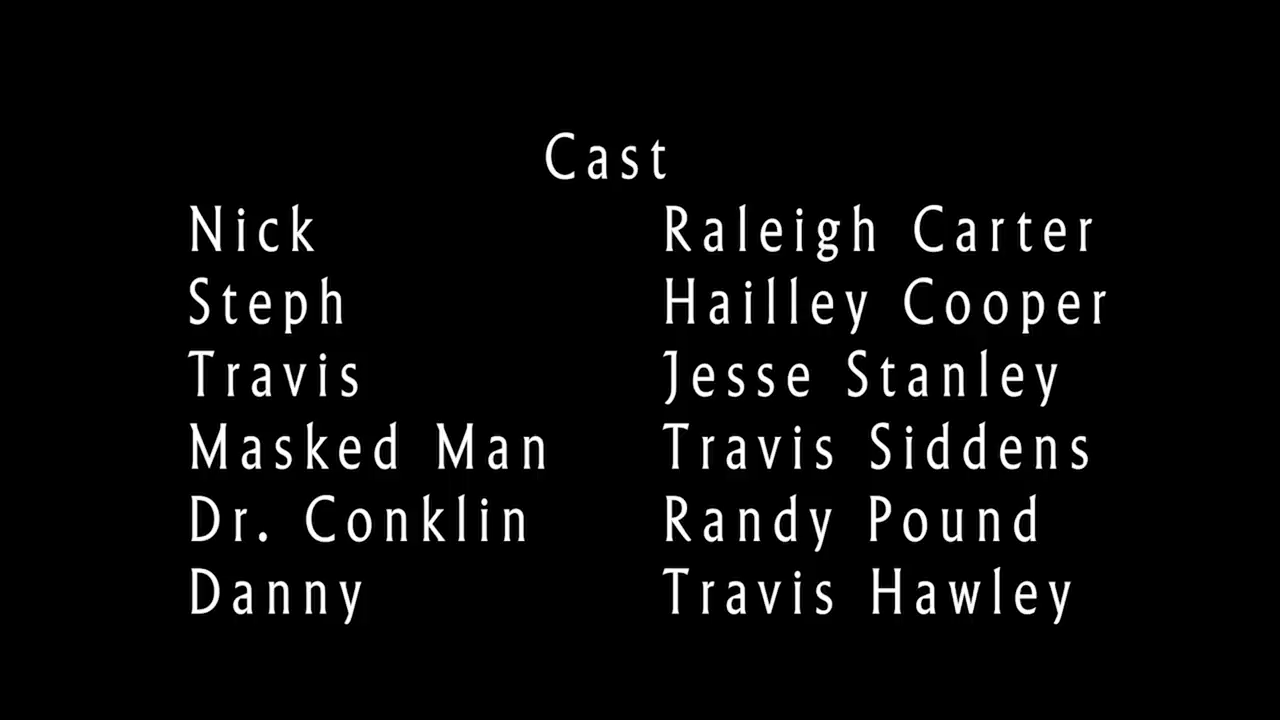 Cast
Nick Raleigh Carter
Steph Hailley Cooper
Travis Jesse Stanley
Masked Man Travis Siddens
Dr. Conklin Randy Pound
Danny Travis Hawley